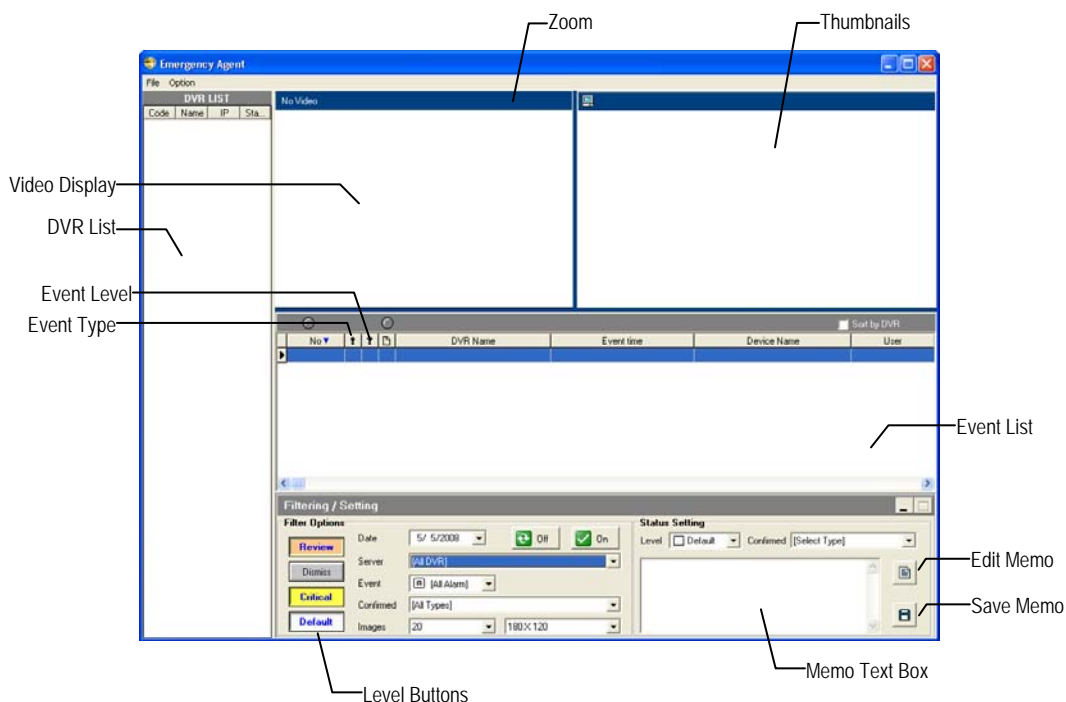 Zoom
Thumbnails
Emergency Agent
File Option
DVR LIST
Code Name IP Sta...
No Video
Video Display
DVR List
Event Level
Event Type
Sort by DVR
No DVR Name Event time Device Name User
Event List
Filtering / Setting
Filter Options
Review
Dismiss
Critical
Default
Date 5/ 5/2008 Off On
Server [All DVR]
Event [All Alarm]
Confirmed [All Types]
Images 20 180X120
Status Setting
Level Default Confirmed [Select Type]
Edit Memo
Save Memo
Memo Text Box
Level Buttons